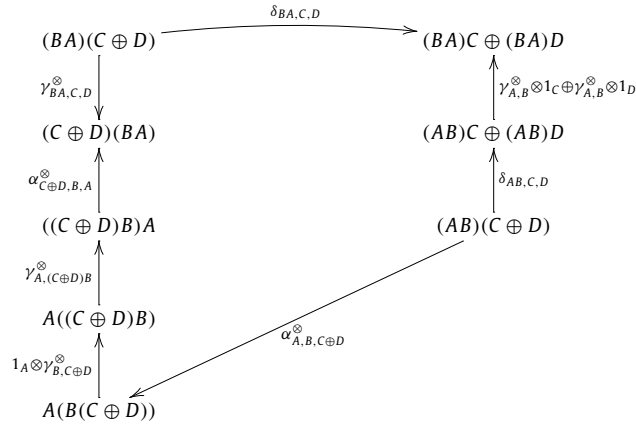 δ_{BA,C,D}
(BA)(C ⊕ D) (BA)C ⊕ (BA)D
γ^⊗_{BA,C,D} γ^⊗_{A,B}⊗1_C⊕γ^⊗_{A,B}⊗1_D
(C ⊕ D)(BA) (AB)C ⊕ (AB)D
α^⊗_{C⊕D,B,A} δ_{AB,C,D}
((C ⊕ D)B)A (AB)(C ⊕ D)
γ^⊗_{A,(C⊕D)B}
A((C ⊕ D)B)
α^⊗_{A,B,C⊕D}
1_A⊗γ^⊗_{B,C⊕D}
A(B(C ⊕ D))